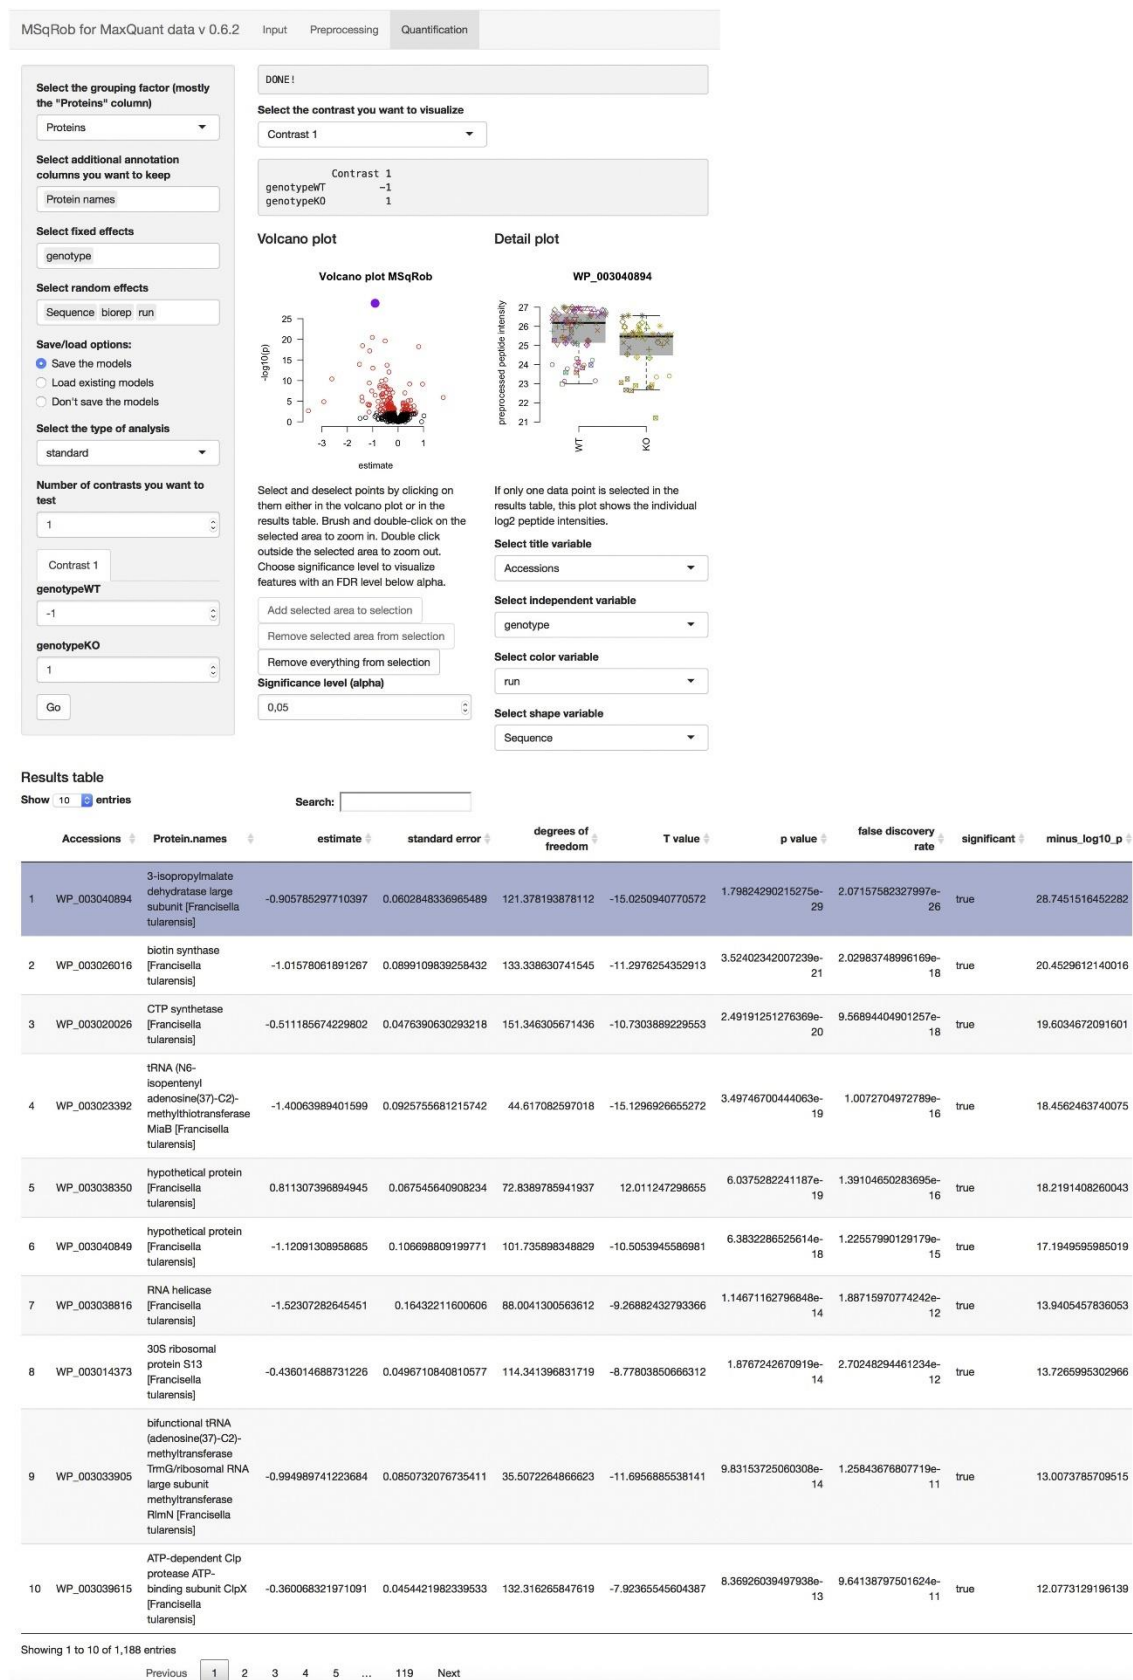 MSqRob for MaxQuant data v 0.6.2 Input Preprocessing Quantification
Select the grouping factor (mostly
the "Proteins" column)
Proteins
Select additional annotation
columns you want to keep
Protein names
Select fixed effects
genotype
Select random effects
Sequence biorep run
Save/load options:
Save the models
Load existing models
Don't save the models
Select the type of analysis
standard
Number of contrasts you want to
test
1
Contrast 1
genotypeWT
-1
genotypeKO
1
Go
DONE!
Select the contrast you want to visualize
Contrast 1
Contrast 1
genotypeWT -1
genotypeKO 1
Volcano plot
Volcano plot MSqRob
-log10(p)
25
20
15
10
5
0
-3 -2 -1 0 1
estimate
Select and deselect points by clicking on
them either in the volcano plot or in the
results table. Brush and double-click on the
selected area to zoom in. Double click
outside the selected area to zoom out.
Choose significance level to visualize
features with an FDR level below alpha.
Add selected area to selection
Remove selected area from selection
Remove everything from selection
Significance level (alpha)
0,05
Detail plot
WP_003040894
preprocessed peptide intensity
27
26
25
24
23
22
21
WT KO
If only one data point is selected in the
results table, this plot shows the individual
log2 peptide intensities.
Select title variable
Accessions
Select independent variable
genotype
Select color variable
run
Select shape variable
Sequence
Results table
Show 10 entries Search:
Accessions Protein.names estimate standard error degrees of freedom T value p value false discovery rate significant minus_log10_p
1 WP_003040894 3-isopropylmalate dehydratase large subunit [Francisella tularensis] -0.905785297710397 0.0602848336965489 121.378193878112 -15.0250940770572 1.79824290215275e-29 2.07157582327997e-26 true 28.7451516452282
2 WP_003026016 biotin synthase [Francisella tularensis] -1.01578061891267 0.0899109839258432 133.338630741545 -11.2976254352913 3.52402342007239e-21 2.02983748996169e-18 true 20.4529612140016
3 WP_003020026 CTP synthetase [Francisella tularensis] -0.511185674229802 0.0476390630293218 151.346305671436 -10.7303889229553 2.49191251276369e-20 9.56894404901257e-18 true 19.6034672091601
4 WP_003023392 tRNA (N6-isopentenyl adenosine(37)-C2)-methylthiotransferase MiaB [Francisella tularensis] -1.40063989401599 0.0925755681215742 44.617082597018 -15.1296926655272 3.49746700444063e-19 1.0072704972789e-16 true 18.4562463740075
5 WP_003038350 hypothetical protein [Francisella tularensis] 0.811307396894945 0.067545640908234 72.8389785941937 12.011247298655 6.0375282241187e-19 1.39104650283695e-16 true 18.2191408260043
6 WP_003040849 hypothetical protein [Francisella tularensis] -1.12091308958685 0.106698809199771 101.735898348829 -10.5053945586981 6.3832286525614e-18 1.22557990129179e-15 true 17.1949595985019
7 WP_003038816 RNA helicase [Francisella tularensis] -1.52307282645451 0.16432211600606 88.0041300563612 -9.26882432793366 1.14671162796848e-14 1.88715970774242e-12 true 13.9405457836053
8 WP_003014373 30S ribosomal protein S13 [Francisella tularensis] -0.436014688731226 0.0496710840810577 114.341396831719 -8.77803850666312 1.8767242670919e-14 2.70248294461234e-12 true 13.7265995302966
9 WP_003033905 bifunctional tRNA (adenosine(37)-C2)-methyltransferase TrmG/ribosomal RNA large subunit methyltransferase RlmN [Francisella tularensis] -0.994989741223684 0.0850732076735411 35.5072264866623 -11.6956885538141 9.83153725060308e-14 1.25843676807719e-11 true 13.0073785709515
10 WP_003039615 ATP-dependent Clp protease ATP-binding subunit ClpX [Francisella tularensis] -0.360068321971091 0.0454421982339533 132.316265847619 -7.92365545604387 8.36926039497938e-13 9.64138797501624e-11 true 12.0773129196139
Showing 1 to 10 of 1,188 entries
Previous 1 2 3 4 5 ... 119 Next